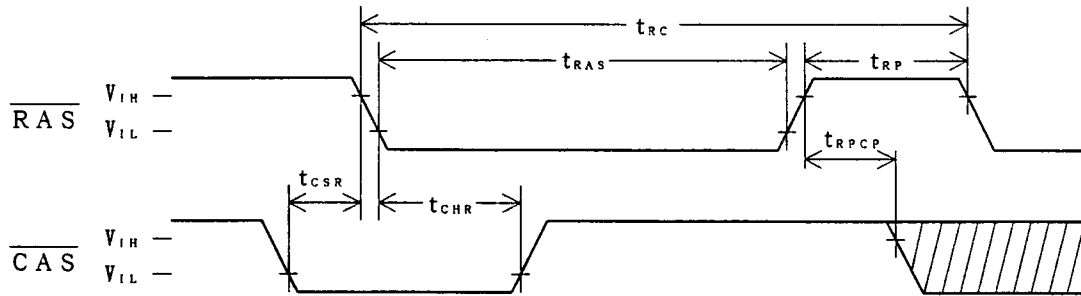 tRC
tRAS
tRP
RAS
VIH
VIL
tRPCP
tCSR
tCHR
CAS
VIH
VIL